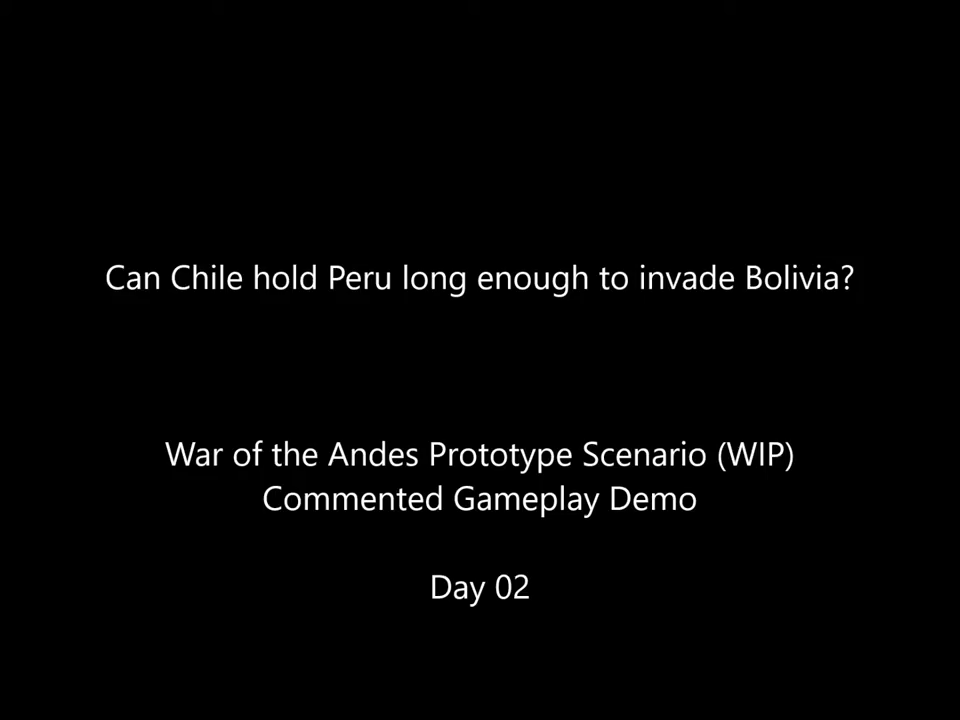 Can Chile hold Peru long enough to invade Bolivia?
War of the Andes Prototype Scenario (WIP)
Commented Gameplay Demo
Day 02